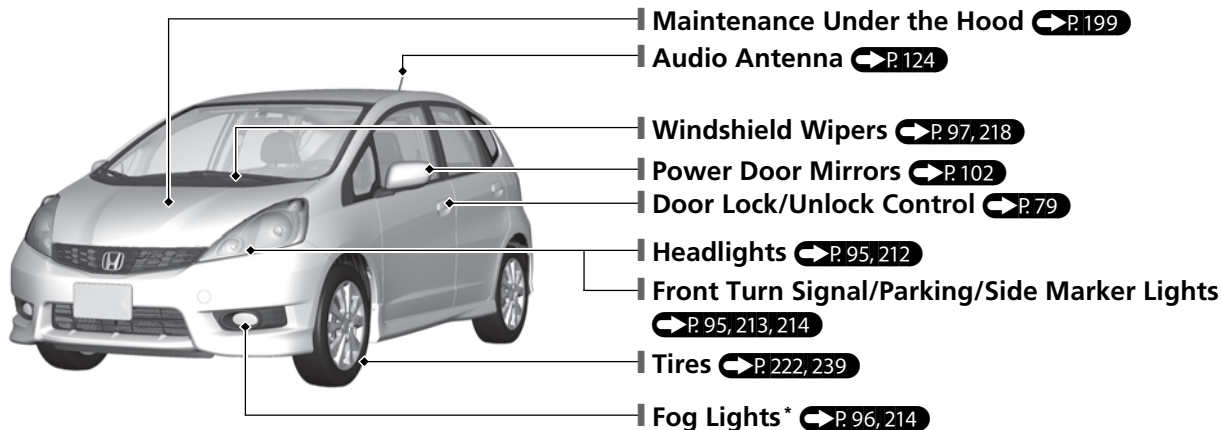 Maintenance Under the Hood P. 199
Audio Antenna P. 124
Windshield Wipers P. 97, 218
Power Door Mirrors P. 102
Door Lock/Unlock Control P. 79
Headlights P. 95, 212
Front Turn Signal/Parking/Side Marker Lights
P. 95, 213, 214
Tires P. 222, 239
Fog Lights* P. 96, 214